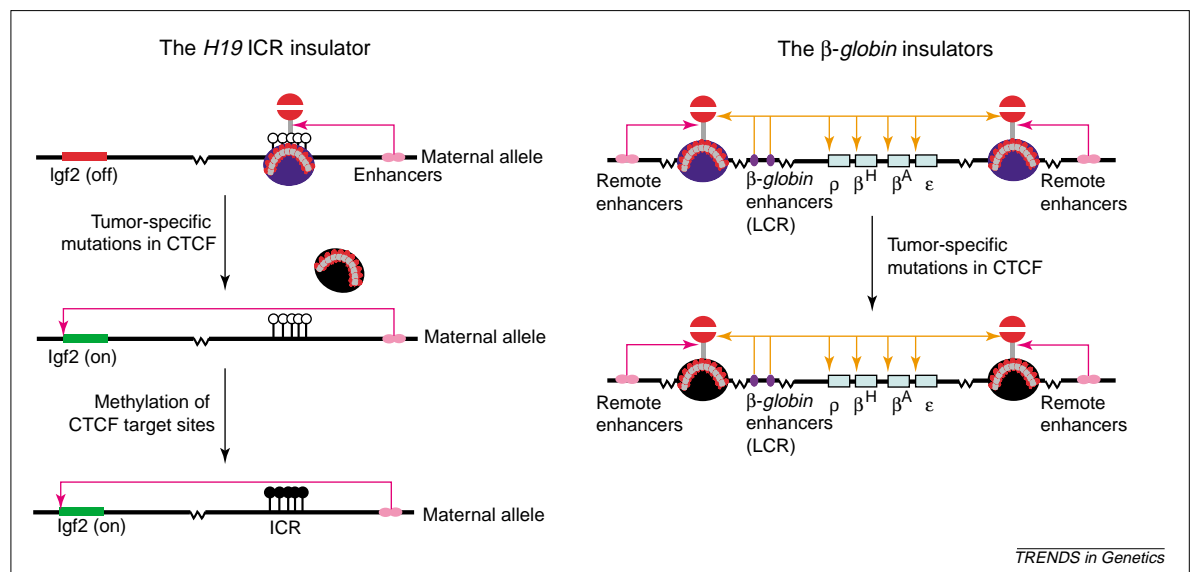 The H19 ICR insulator
Igf2 (off)
Enhancers
Maternal allele
Tumor-specific
mutations in CTCF
Igf2 (on)
Maternal allele
Methylation of
CTCF target sites
Igf2 (on)
ICR
Maternal allele
The β-globin insulators
Remote
enhancers
β-globin
enhancers
(LCR)
ρ βH βA ε
Remote
enhancers
Tumor-specific
mutations in CTCF
Remote
enhancers
β-globin
enhancers
(LCR)
ρ βH βA ε
Remote
enhancers
TRENDS in Genetics